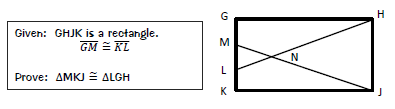 Given: GHJK is a rectangle.
GM ≅ KL
Prove: ΔMKJ ≅ ΔLGH
G
H
M
N
L
K
J